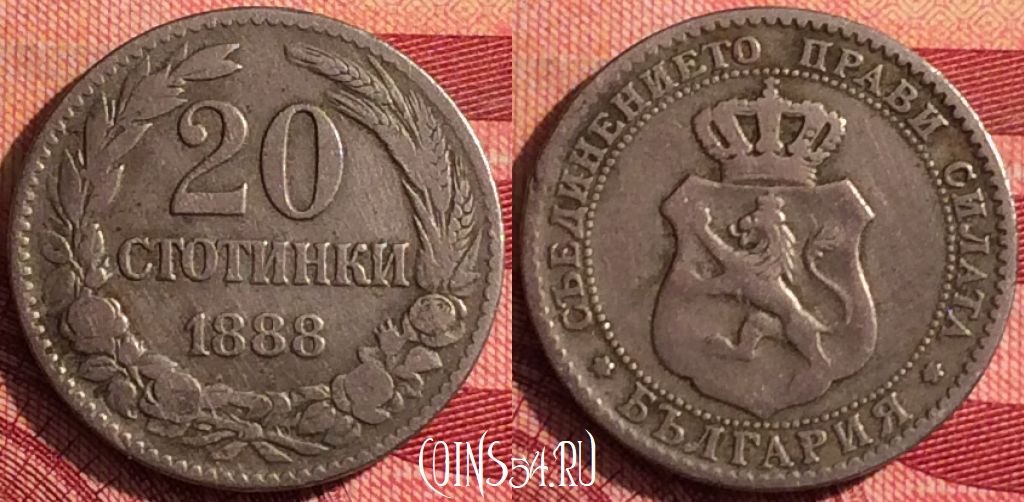 20
СТОТИНКИ
1888
СЪЕДИНЕНИЕТО ПРАВИ СИЛАТА
БЪЛГАРИЯ
COINS54.RU